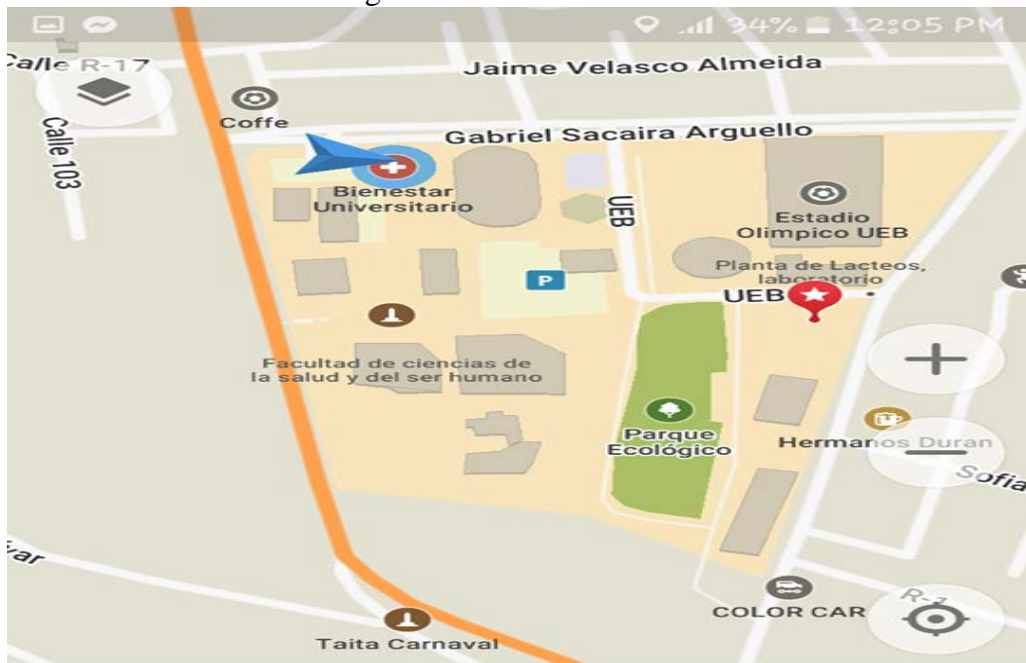 34% 12:05 PM
Calle R-17
Jaime Velasco Almeida
Coffe
Gabriel Sacaira Arguello
Calle 103
Bienestar
Universitario
UEB
Estadio
Olimpico UEB
Planta de Lacteos,
laboratorio
UEB
P
Facultad de ciencias de
la salud y del ser humano
Parque
Ecológico
Hermanos Duran
Sofia
var
COLOR CAR
R-1
Taita Carnaval